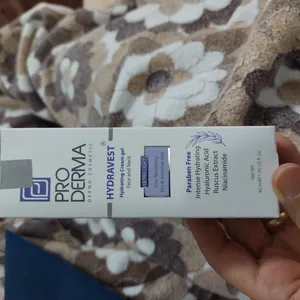 PRO
DERMA
DERMO COSMETIC
HYDRAVEST
Hydrating Cream gel
Face and Neck
Paraben Free
Intense Hydrating
Hyaluronic Acid
Ruscus Extract
Niacinamide